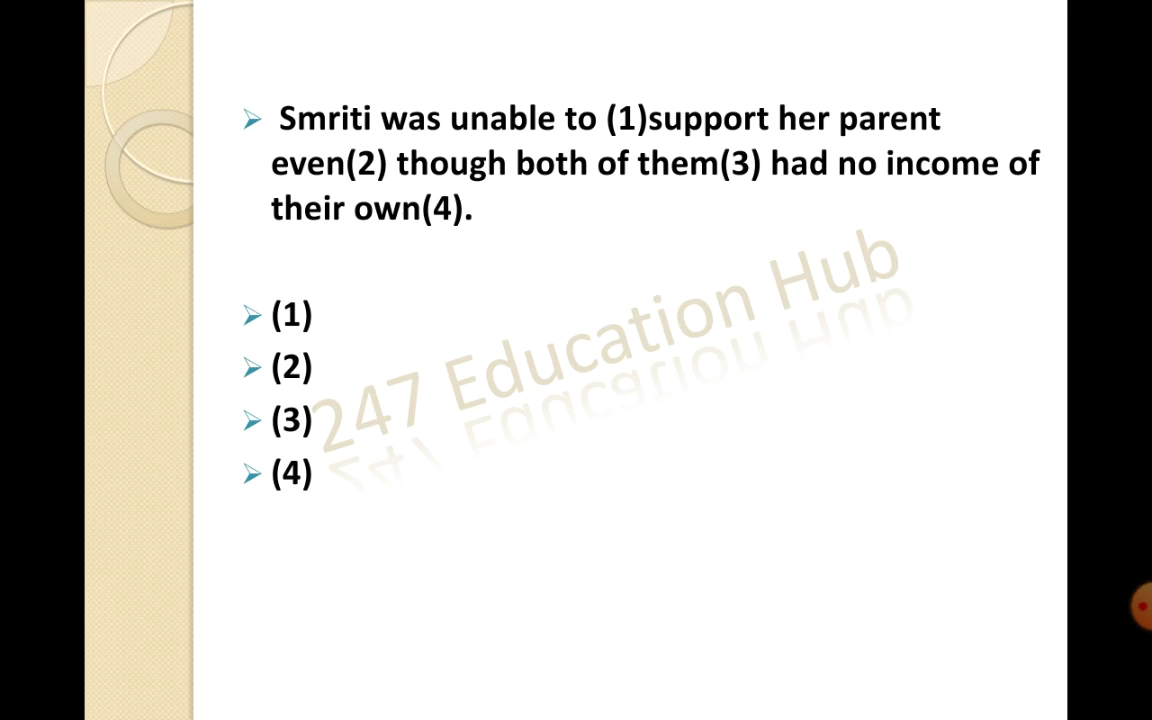 Smriti was unable to (1)support her parent
even(2) though both of them(3) had no income of
their own(4).
(1)
(2)
(3)
(4)
247 Education Hub